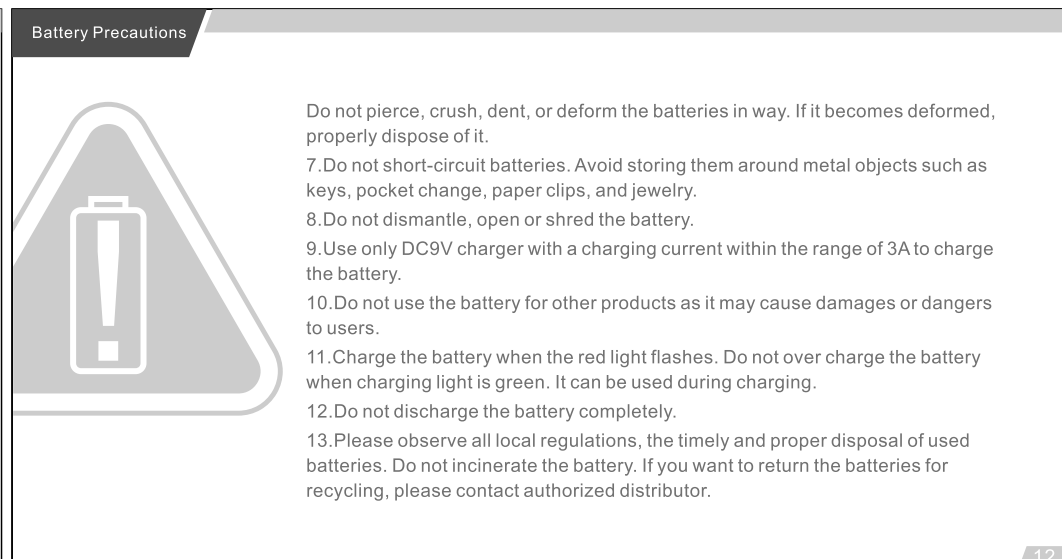 Battery Precautions
Do not pierce, crush, dent, or deform the batteries in way. If it becomes deformed,
properly dispose of it.
7.Do not short-circuit batteries. Avoid storing them around metal objects such as
keys, pocket change, paper clips, and jewelry.
8.Do not dismantle, open or shred the battery.
9.Use only DC9V charger with a charging current within the range of 3A to charge
the battery.
10.Do not use the battery for other products as it may cause damages or dangers
to users.
11.Charge the battery when the red light flashes. Do not over charge the battery
when charging light is green. It can be used during charging.
12.Do not discharge the battery completely.
13.Please observe all local regulations, the timely and proper disposal of used
batteries. Do not incinerate the battery. If you want to return the batteries for
recycling, please contact authorized distributor.
12